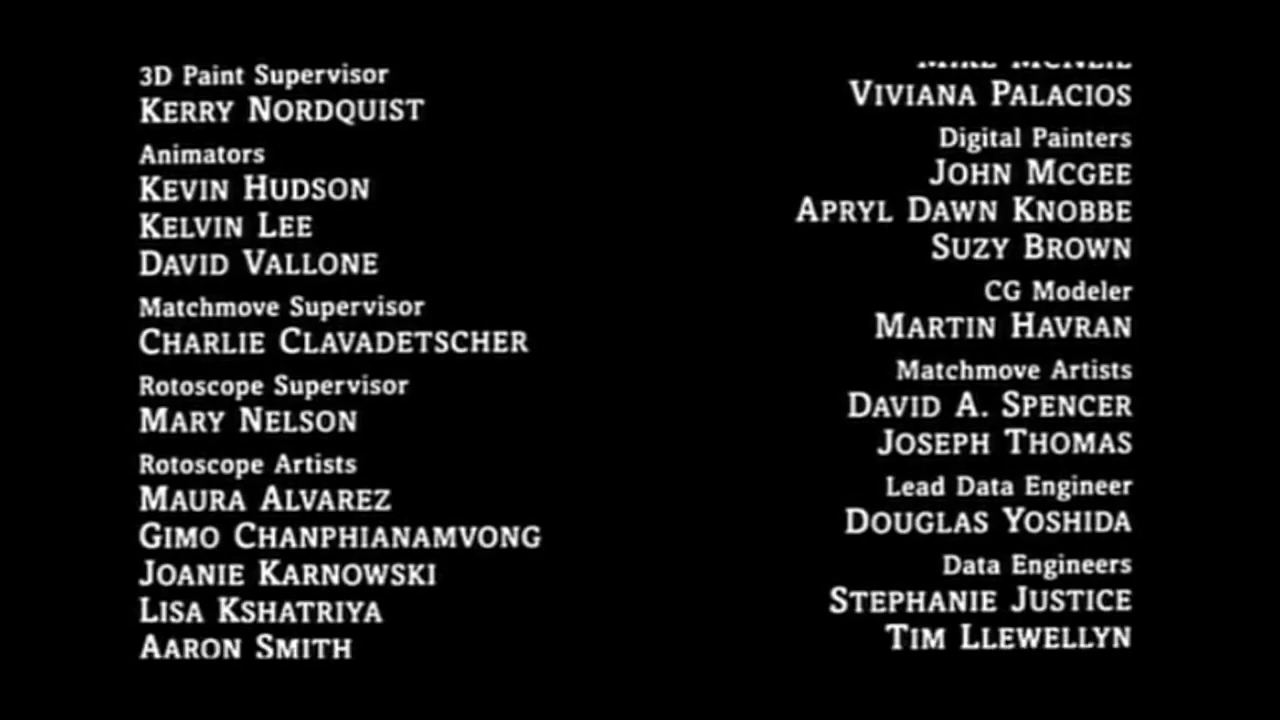 3D Paint Supervisor
KERRY NORDQUIST
Animators
KEVIN HUDSON
KELVIN LEE
DAVID VALLONE
Matchmove Supervisor
CHARLIE CLAVADETSCHER
Rotoscope Supervisor
MARY NELSON
Rotoscope Artists
MAURA ALVAREZ
GIMO CHANPHIANAMVONG
JOANIE KARNOWSKI
LISA KSHATRIYA
AARON SMITH
VIVIANA PALACIOS
Digital Painters
JOHN MCGEE
APRYL DAWN KNOBBE
SUZY BROWN
CG Modeler
MARTIN HAVRAN
Matchmove Artists
DAVID A. SPENCER
JOSEPH THOMAS
Lead Data Engineer
DOUGLAS YOSHIDA
Data Engineers
STEPHANIE JUSTICE
TIM LLEWELLYN